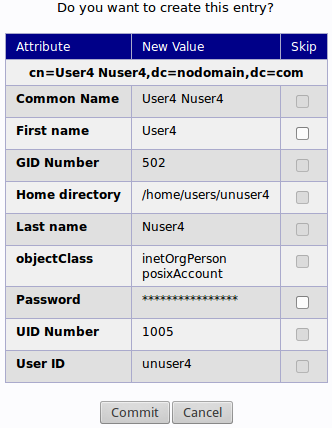 Do you want to create this entry?
Attribute New Value Skip
cn=User4 Nuser4,dc=nodomain,dc=com
Common Name User4 Nuser4
First name User4
GID Number 502
Home directory /home/users/unuser4
Last name Nuser4
objectClass inetOrgPerson
posixAccount
Password ****************
UID Number 1005
User ID unuser4
Commit Cancel